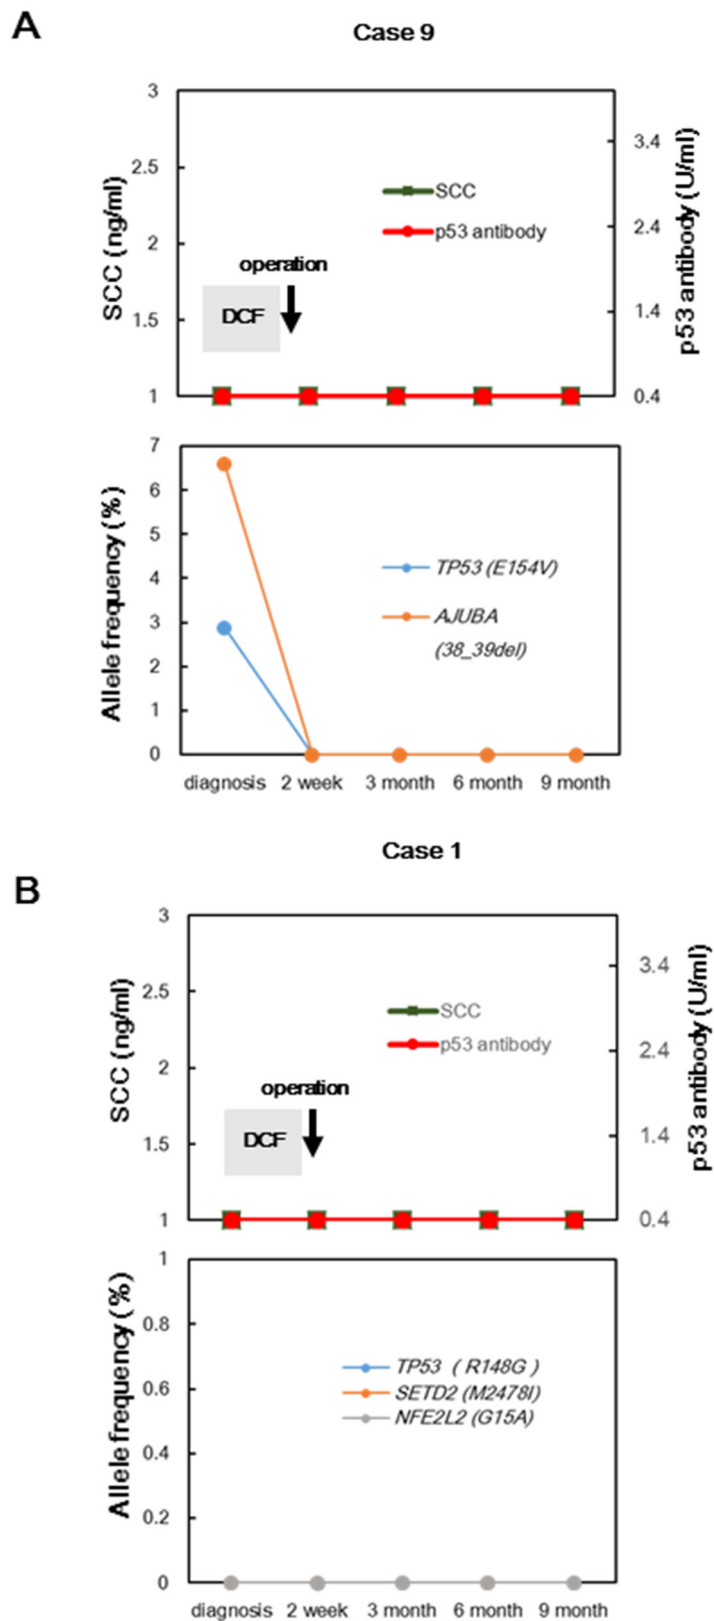 A
Case 9
3
2.5
2
1.5
1
SCC (ng/ml)
3.4
2.4
1.4
0.4
p53 antibody (U/ml)
SCC
p53 antibody
operation
DCF
7
6
5
4
3
2
1
0
Allele frequency (%)
TP53 (E154V)
AJUBA
(38_39del)
diagnosis 2 week 3 month 6 month 9 month
Case 1
B
3
2.5
2
1.5
1
SCC (ng/ml)
3.4
2.4
1.4
0.4
p53 antibody (U/ml)
SCC
p53 antibody
operation
DCF
1
0.8
0.6
0.4
0.2
0
Allele frequency (%)
TP53 ( R148G )
SETD2 (M2478I)
NFE2L2 (G15A)
diagnosis 2 week 3 month 6 month 9 month